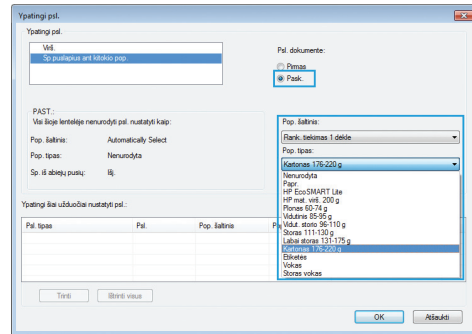 Ypatingi psl.
Ypatingi psl.
Virš.
Sp puslapius ant kitokio pop.
Psl. dokumente:
Pirmas
Pask.
PAST.:
Visi šioje lentelėje nenurodyti psl. nustatyti kaip:
Pop. šaltinis: Automatically Select
Pop. tipas: Nenurodyta
Sp. iš abiejų pusių: Išj.
Pop. šaltinis:
Rank. tiekimas 1 dėkle
Pop. tipas:
Kartonas 176-220 g
Nenurodyta
Papr.
HP EcoSMART Lite
HP mat. virš. 200 g
Plonas 60-74 g
Vidutinis 85-95 g
Vidut. storio 96-110 g
Storas 111-130 g
Labai storas 131-175 g
Kartonas 176-220 g
Etiketės
Vokas
Storas vokas
Ypatingi šiai užduočiai nustatyti psl.:
Psl. tipas Psl. Pop. šaltinis
Trinti Ištrinti visus
OK Atšaukti